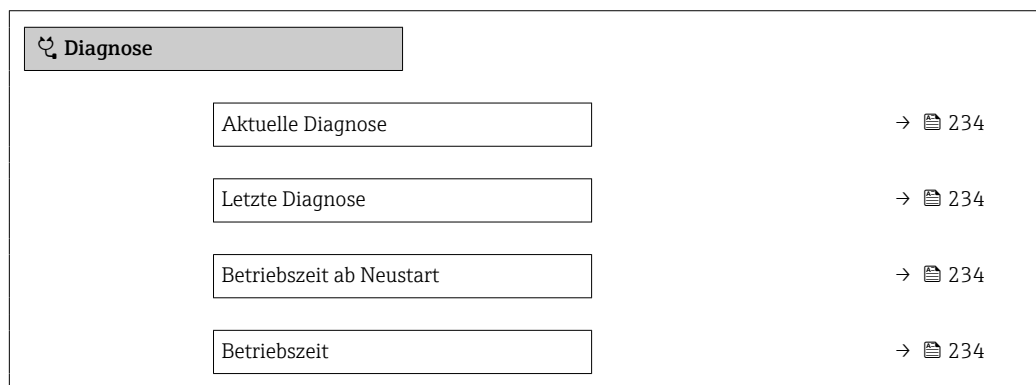 Diagnose
Aktuelle Diagnose → 234
Letzte Diagnose → 234
Betriebszeit ab Neustart → 234
Betriebszeit → 234